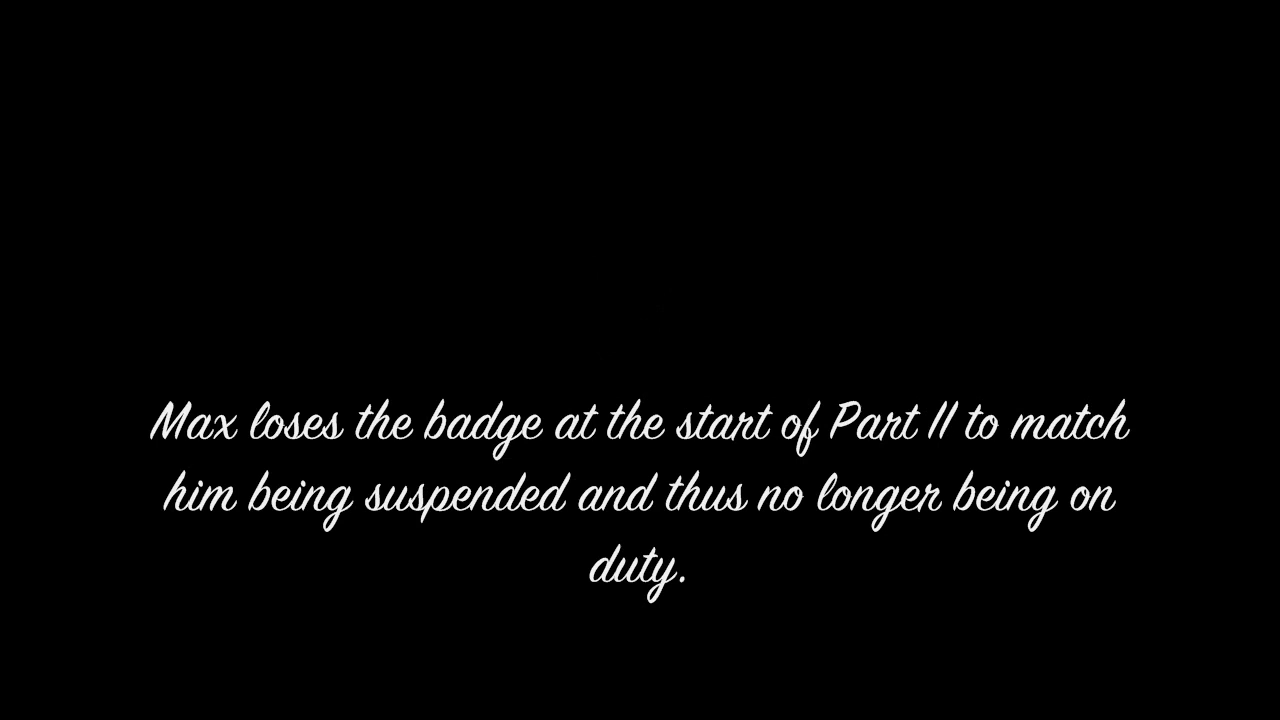 Max loses the badge at the start of Part II to match
him being suspended and thus no longer being on
duty.